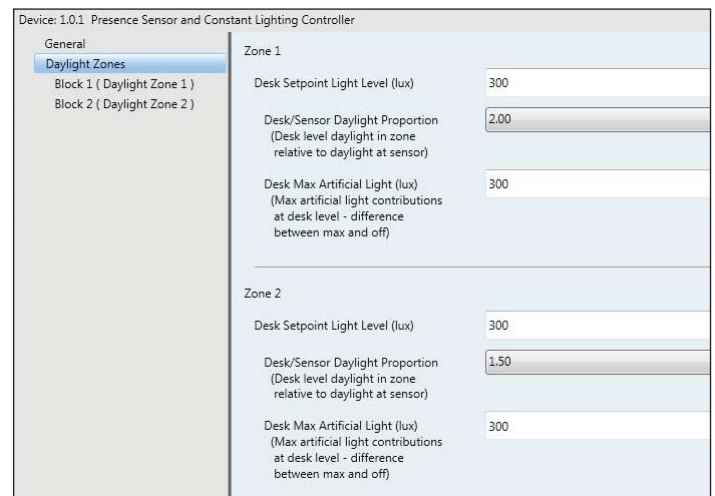 Device: 1.0.1 Presence Sensor and Constant Lighting Controller
General
Daylight Zones
Block 1 ( Daylight Zone 1 )
Block 2 ( Daylight Zone 2 )
Zone 1
Desk Setpoint Light Level (lux) 300
Desk/Sensor Daylight Proportion 2.00
(Desk level daylight in zone
relative to daylight at sensor)
Desk Max Artificial Light (lux) 300
(Max artificial light contributions
at desk level - difference
between max and off)
Zone 2
Desk Setpoint Light Level (lux) 300
Desk/Sensor Daylight Proportion 1.50
(Desk level daylight in zone
relative to daylight at sensor)
Desk Max Artificial Light (lux) 300
(Max artificial light contributions
at desk level - difference
between max and off)